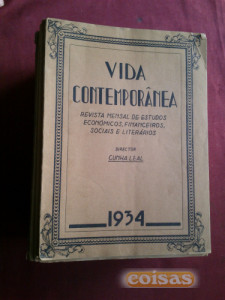 VIDA
CONTEMPORÂNEA
REVISTA MENSAL DE ESTUDOS
ECONÓMICOS, FINANCEIROS,
SOCIAIS E LITERÁRIOS
DIRECTOR
CUNHA LEAL
1934
coisas